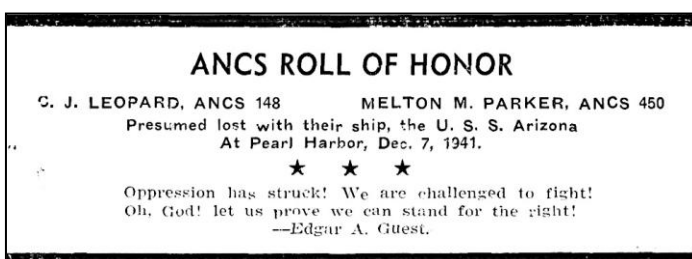 ANCS ROLL OF HONOR
C. J. LEOPARD, ANCS 148 MELTON M. PARKER, ANCS 450
Presumed lost with their ship, the U. S. S. Arizona
At Pearl Harbor, Dec. 7, 1941.
★ ★ ★
Oppression has struck! We are challenged to fight!
Oh, God! let us prove we can stand for the right!
—Edgar A. Guest.